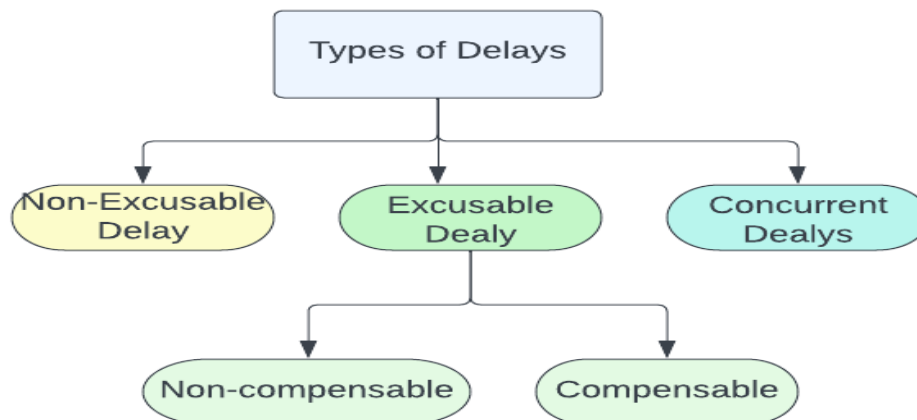 Types of Delays
Non-Excusable
Delay
Excusable
Dealy
Concurrent
Dealys
Non-compensable
Compensable